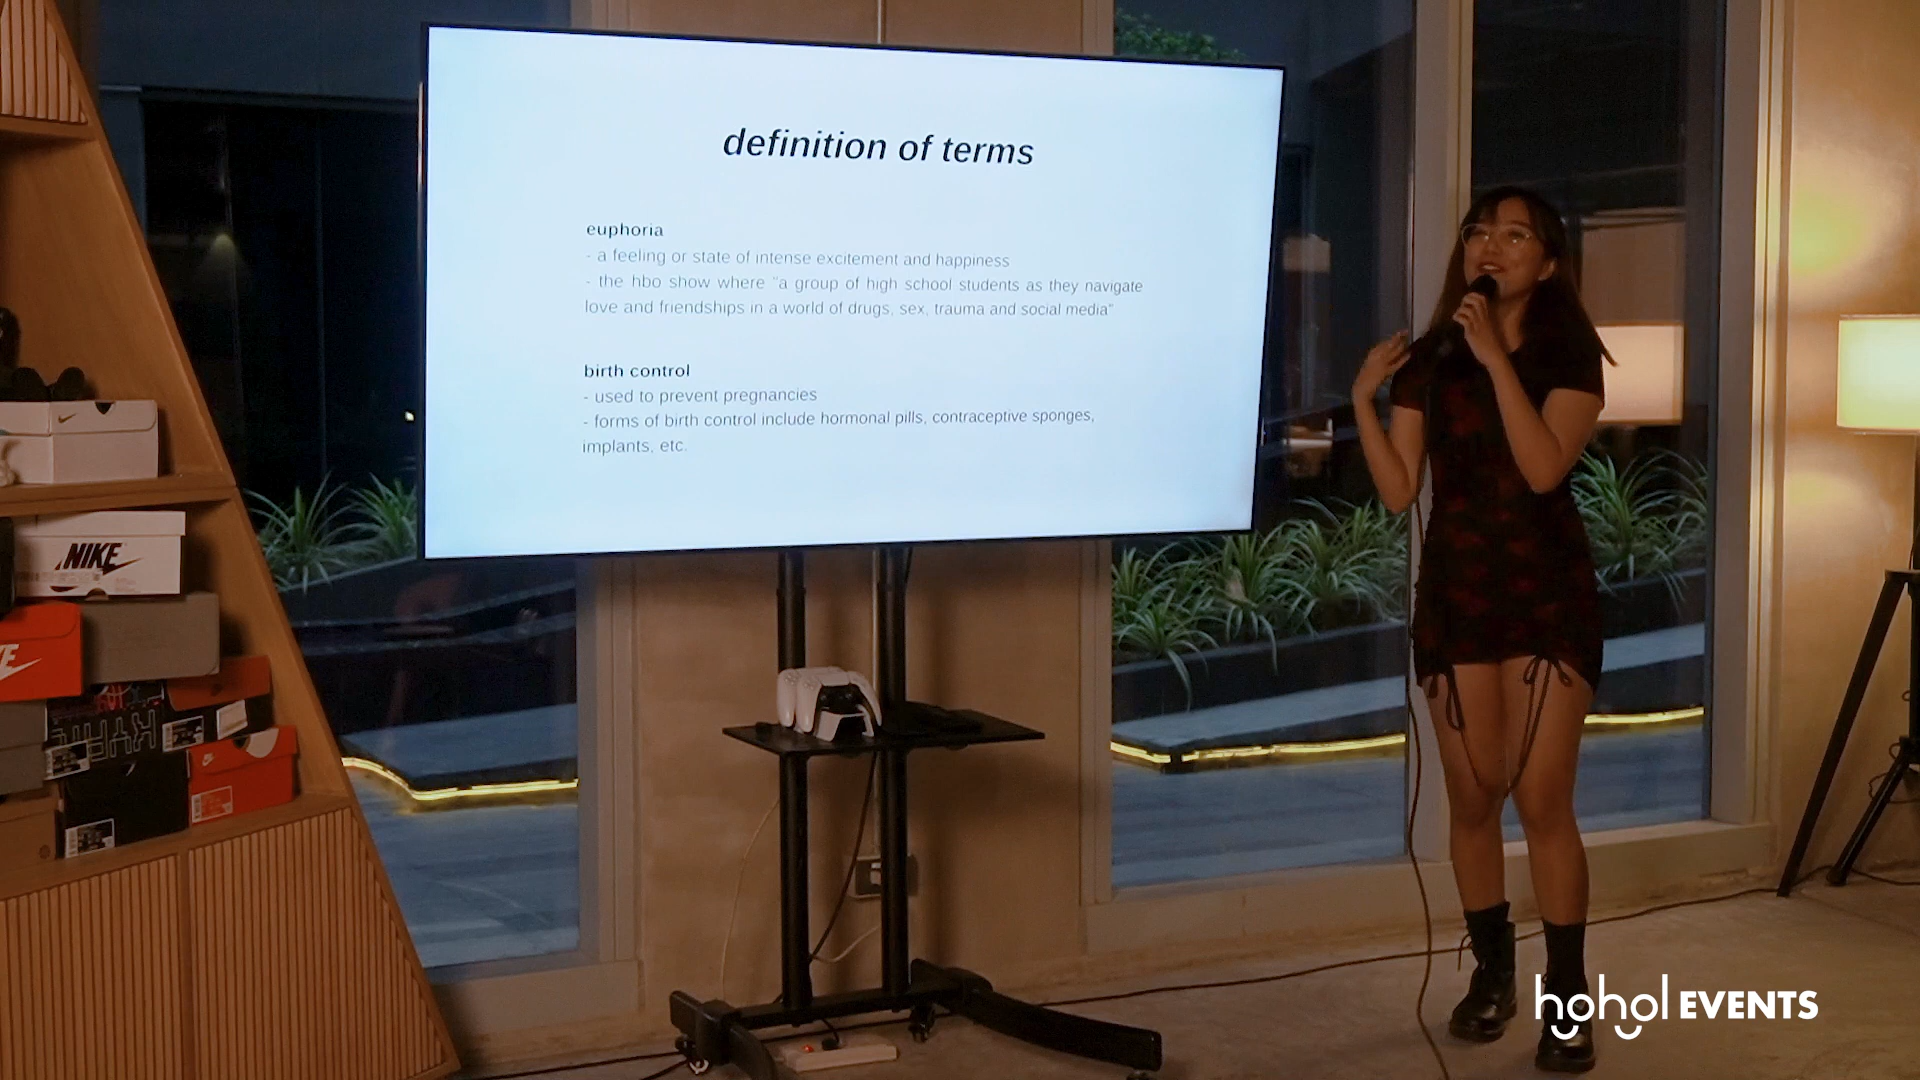 definition of terms
euphoria
- a feeling or state of intense excitement and happiness
- the hbo show where "a group of high school students as they navigate
love and friendships in a world of drugs, sex, trauma and social media"
birth control
- used to prevent pregnancies
- forms of birth control include hormonal pills, contraceptive sponges,
implants, etc.
NIKE
KYRIE
hohol EVENTS